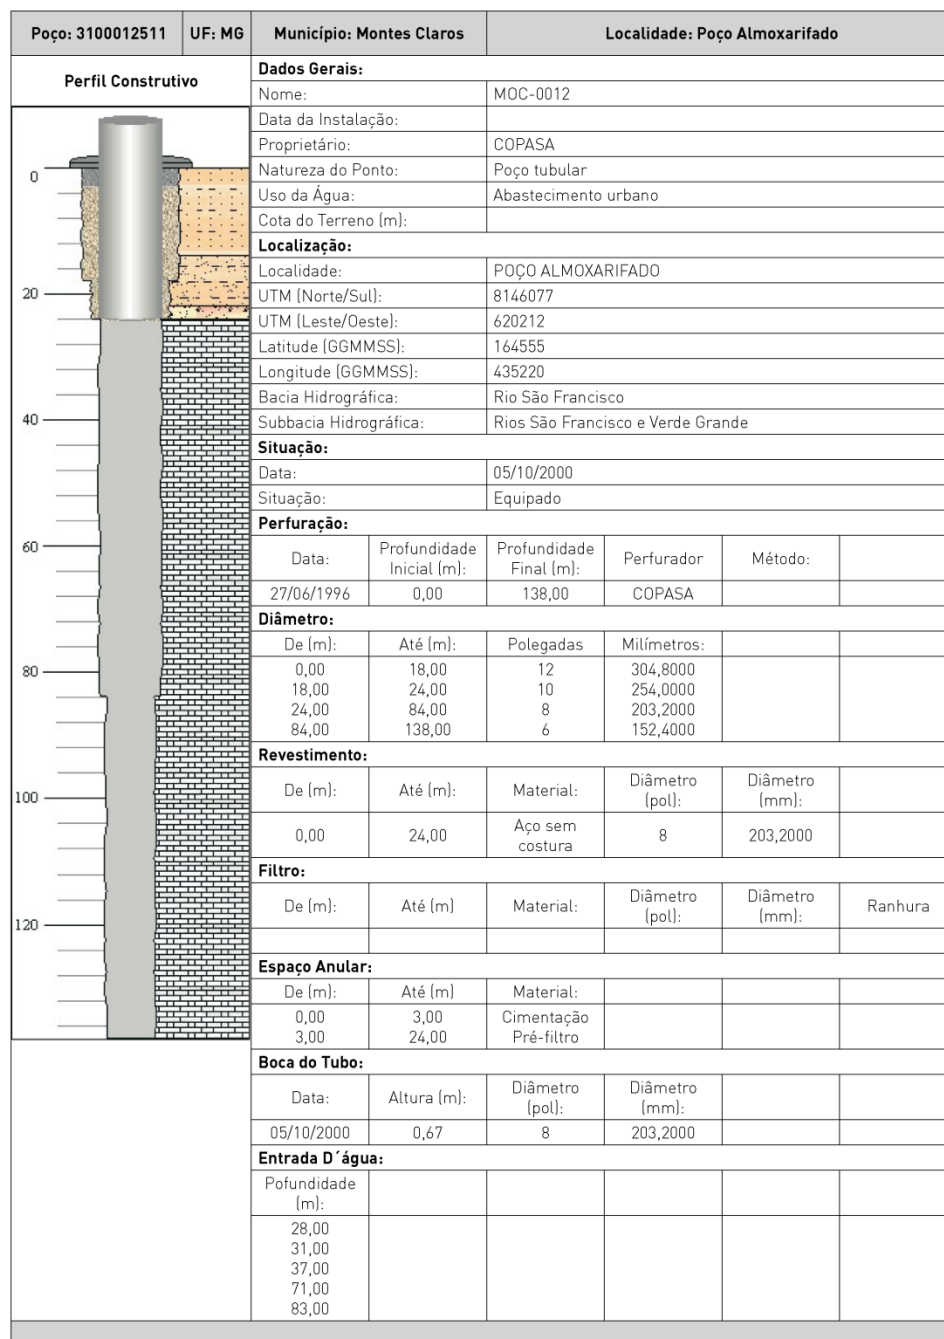 Poço: 3100012511 UF: MG Município: Montes Claros Localidade: Poço Almoxarifado
Perfil Construtivo
0
20
40
60
80
100
120
Dados Gerais:
Nome: MOC-0012
Data da Instalação:
Proprietário: COPASA
Natureza do Ponto: Poço tubular
Uso da Água: Abastecimento urbano
Cota do Terreno (m):
Localização:
Localidade: POÇO ALMOXARIFADO
UTM (Norte/Sul): 8146077
UTM (Leste/Oeste): 620212
Latitude (GGMMSS): 164555
Longitude (GGMMSS): 435220
Bacia Hidrográfica: Rio São Francisco
Subbacia Hidrográfica: Rios São Francisco e Verde Grande
Situação:
Data: 05/10/2000
Situação: Equipado
Perfuração:
Data: Profundidade Inicial (m): Profundidade Final (m): Perfurador Método:
27/06/1996 0,00 138,00 COPASA
Diâmetro:
De (m): Até (m): Polegadas Milímetros:
0,00 18,00 12 304,8000
18,00 24,00 10 254,0000
24,00 84,00 8 203,2000
84,00 138,00 6 152,4000
Revestimento:
De (m): Até (m): Material: Diâmetro (pol): Diâmetro (mm):
0,00 24,00 Aço sem costura 8 203,2000
Filtro:
De (m): Até (m) Material: Diâmetro (pol): Diâmetro (mm): Ranhura
Espaço Anular:
De (m): Até (m) Material:
0,00 3,00 Cimentação
3,00 24,00 Pré-filtro
Boca do Tubo:
Data: Altura (m): Diâmetro (pol): Diâmetro (mm):
05/10/2000 0,67 8 203,2000
Entrada D´água:
Pofundidade (m):
28,00
31,00
37,00
71,00
83,00